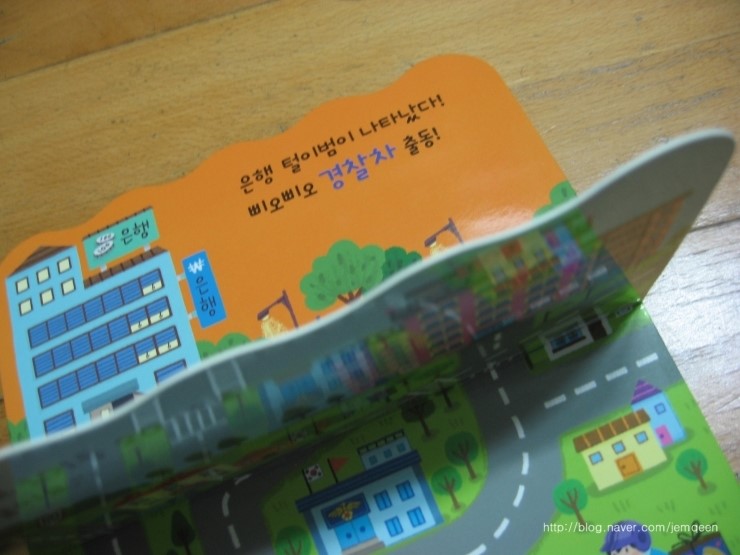 은행 털이범이 나타났다!
삐오삐오 경찰차 출동!
은행
₩은행
http://blog.naver.com/jemqeen